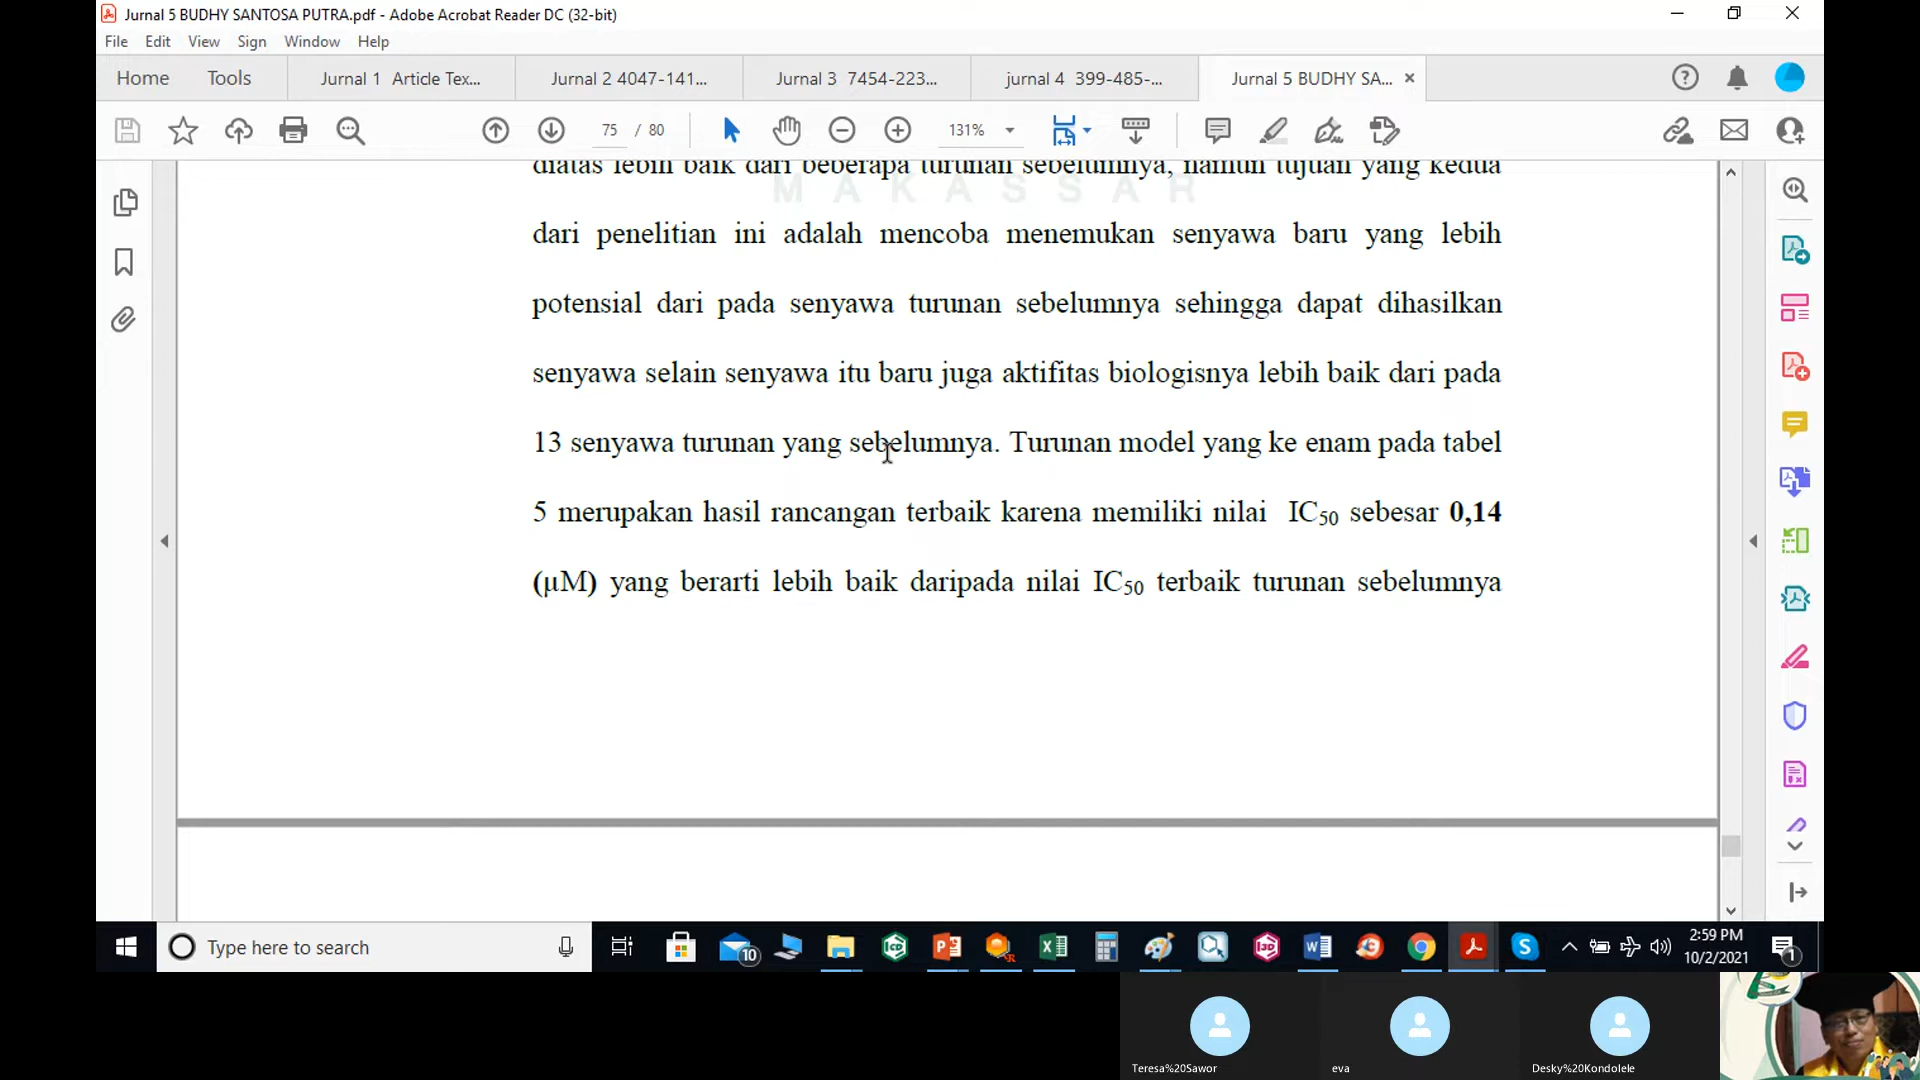 Jurnal 5 BUDHY SANTOSA PUTRA.pdf - Adobe Acrobat Reader DC (32-bit)
File Edit View Sign Window Help
Home Tools Jurnal 1 Article Tex... Jurnal 2 4047-141... Jurnal 3 7454-223... jurnal 4 399-485-... Jurnal 5 BUDHY SA...
75 / 80 131%
diatas lebih baik dari beberapa turunan sebelumnya, namun tujuan yang kedua
MAKASSAR
dari penelitian ini adalah mencoba menemukan senyawa baru yang lebih
potensial dari pada senyawa turunan sebelumnya sehingga dapat dihasilkan
senyawa selain senyawa itu baru juga aktifitas biologisnya lebih baik dari pada
13 senyawa turunan yang sebelumnya. Turunan model yang ke enam pada tabel
5 merupakan hasil rancangan terbaik karena memiliki nilai IC50 sebesar 0,14
(µM) yang berarti lebih baik daripada nilai IC50 terbaik turunan sebelumnya
Type here to search
10
2:59 PM
10/2/2021
1
Teresa%20Sawor
eva
Desky%20Kondolele